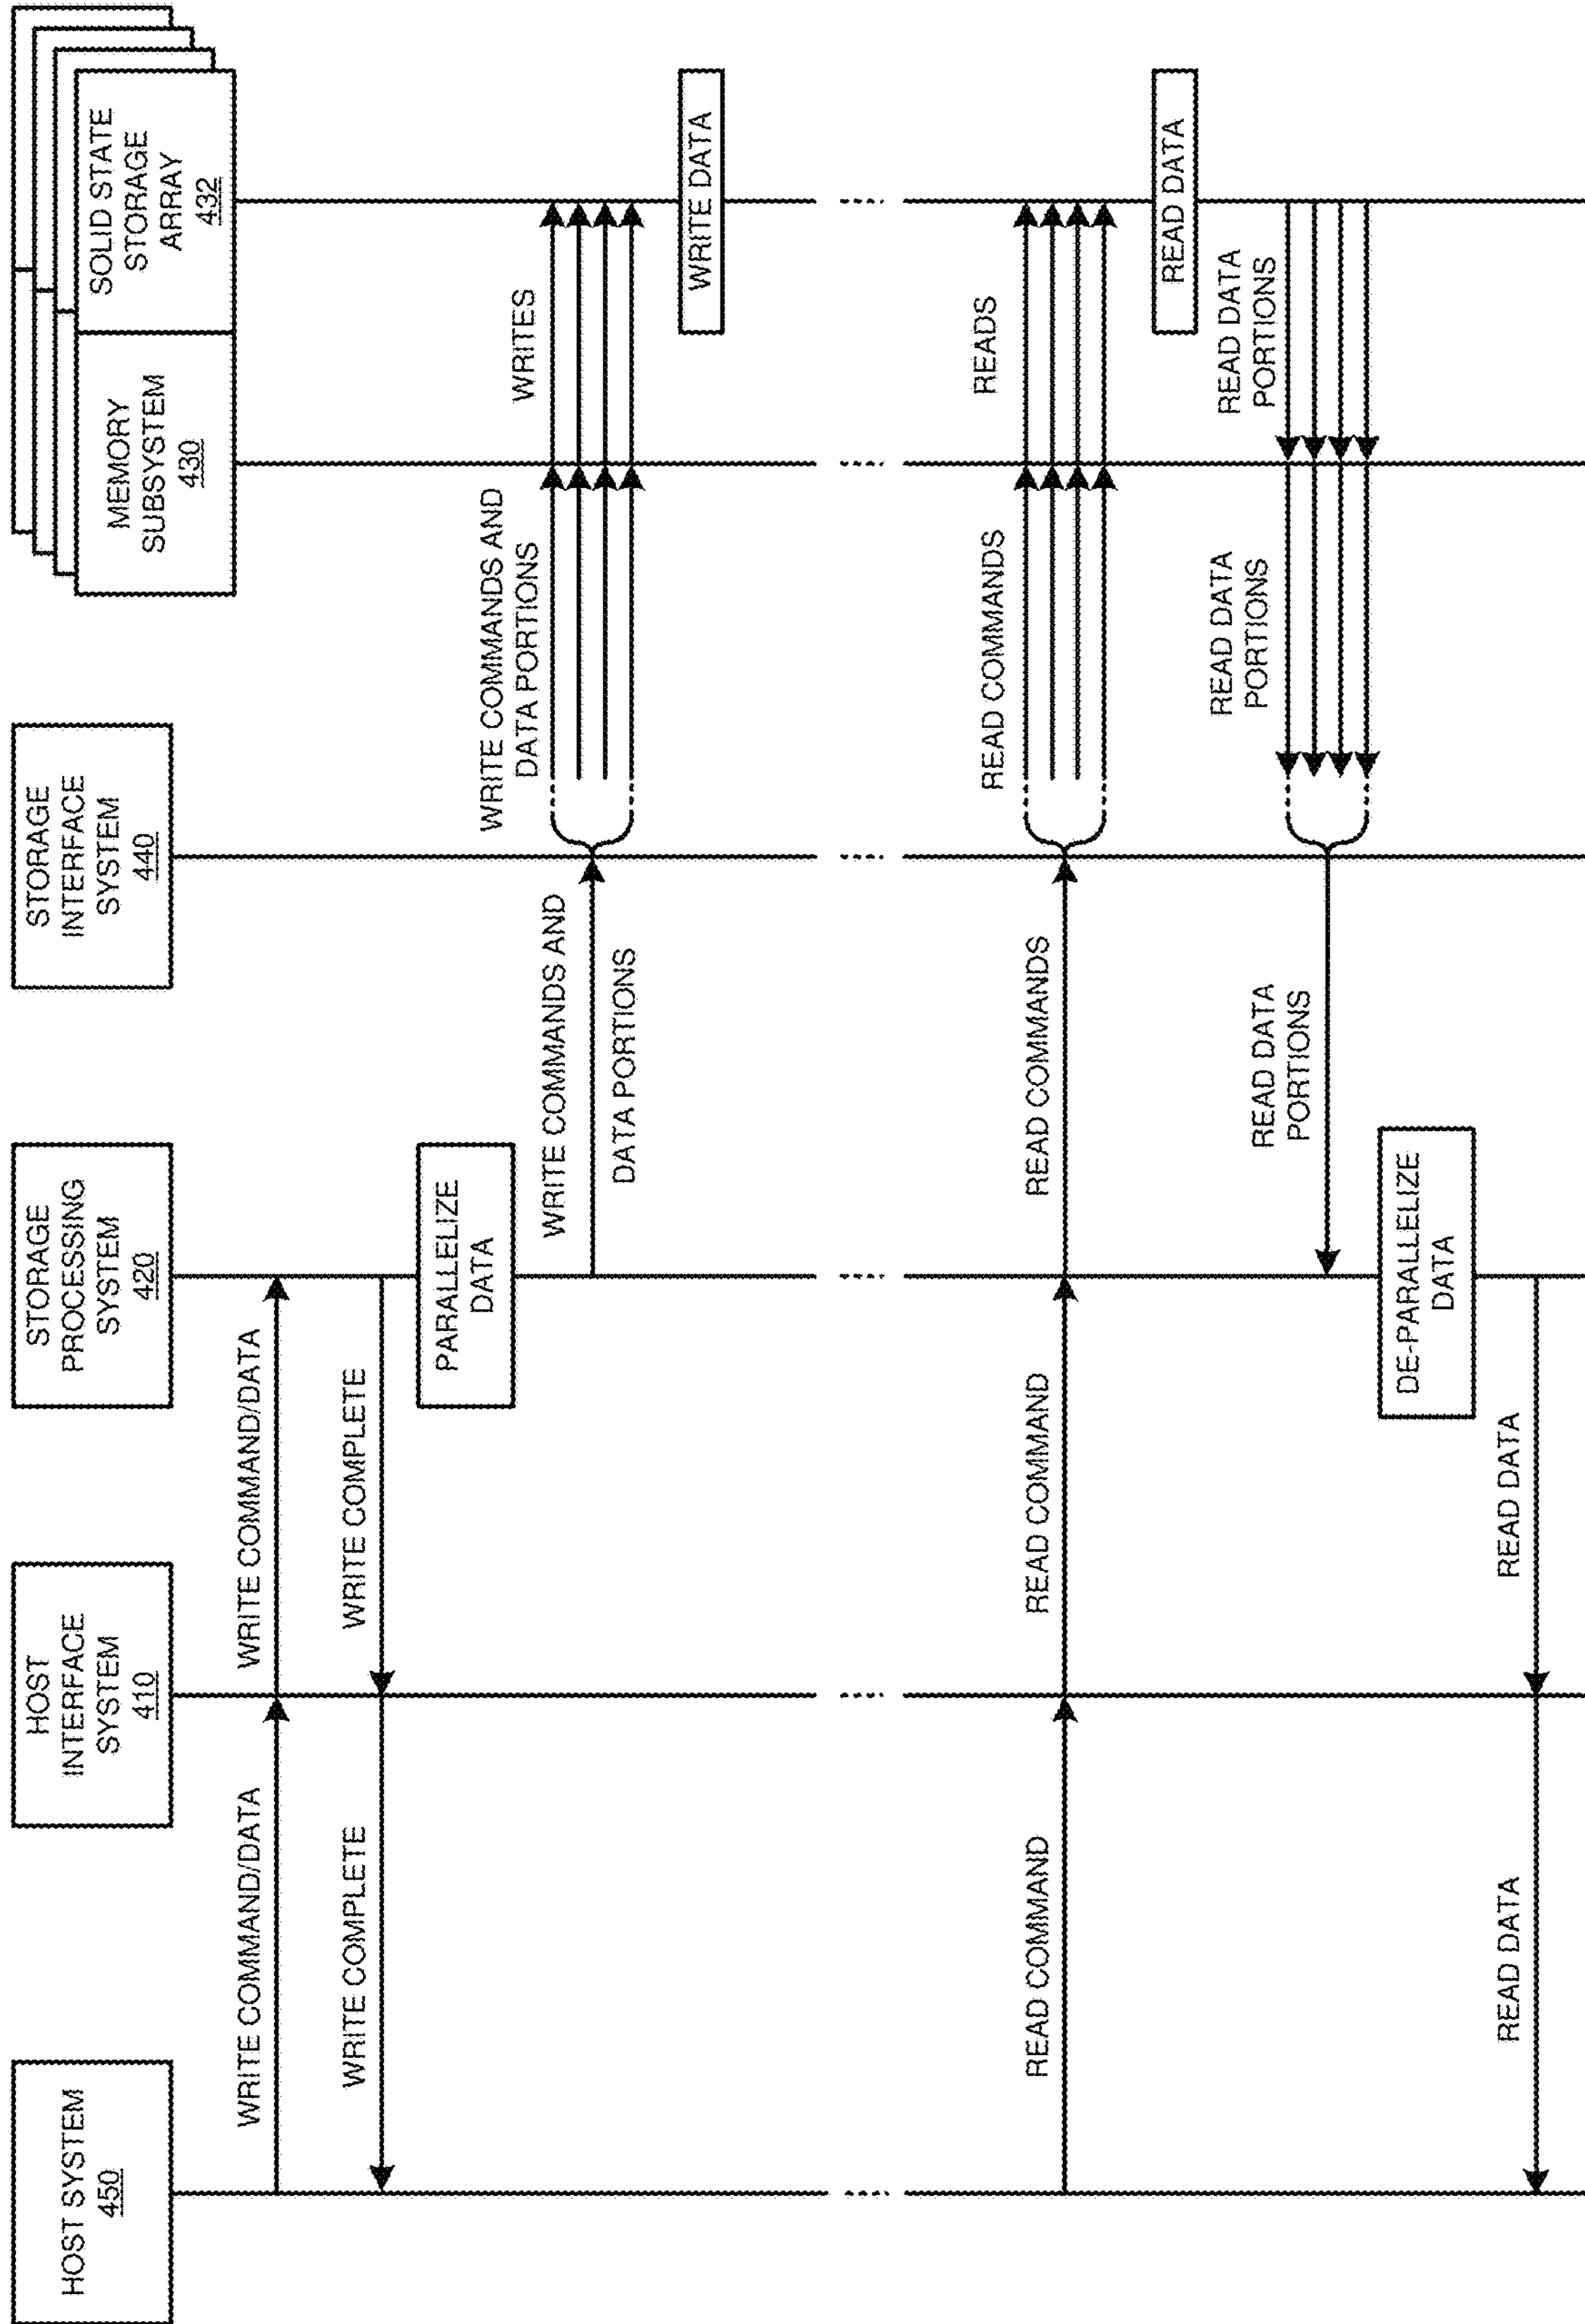 HOST SYSTEM
450
HOST
INTERFACE
SYSTEM
410
STORAGE
PROCESSING
SYSTEM
420
STORAGE
INTERFACE
SYSTEM
440
MEMORY
SUBSYSTEM
430
SOLID STATE
STORAGE
ARRAY
432
WRITE COMMAND/DATA
WRITE COMMAND/DATA
WRITE COMPLETE
WRITE COMPLETE
PARALLELIZE
DATA
WRITE COMMANDS AND
DATA PORTIONS
WRITE COMMANDS AND
DATA PORTIONS
WRITES
WRITE DATA
READ COMMAND
READ COMMAND
READ COMMANDS
READ COMMANDS
READS
READ DATA
READ DATA
PORTIONS
READ DATA
PORTIONS
READ DATA
PORTIONS
DE-PARALLELIZE
DATA
READ DATA
READ DATA